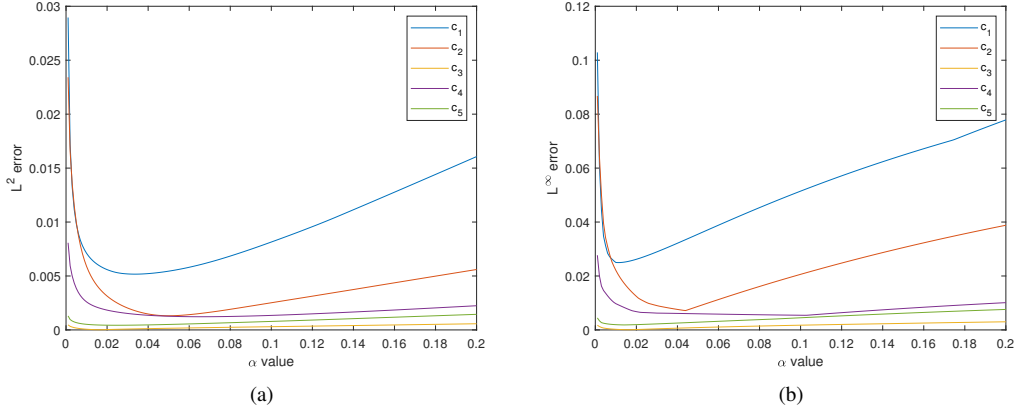 0.03
0.025
0.02
0.015
0.01
0.005
0
L² error
0 0.02 0.04 0.06 0.08 0.1 0.12 0.14 0.16 0.18 0.2
α value
c₁
c₂
c₃
c₄
c₅
(a)
0.12
0.1
0.08
0.06
0.04
0.02
0
L∞ error
0 0.02 0.04 0.06 0.08 0.1 0.12 0.14 0.16 0.18 0.2
α value
c₁
c₂
c₃
c₄
c₅
(b)